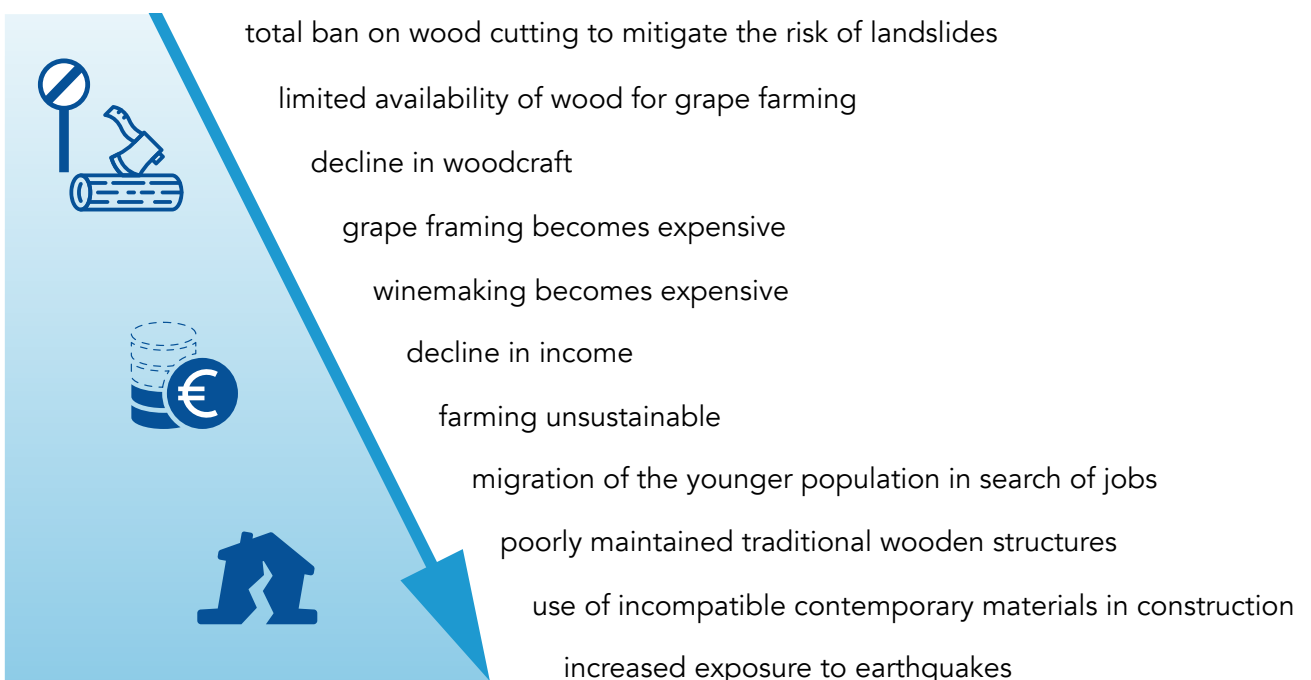 total ban on wood cutting to mitigate the risk of landslides
limited availability of wood for grape farming
decline in woodcraft
grape framing becomes expensive
winemaking becomes expensive
decline in income
€
farming unsustainable
migration of the younger population in search of jobs
poorly maintained traditional wooden structures
use of incompatible contemporary materials in construction
increased exposure to earthquakes